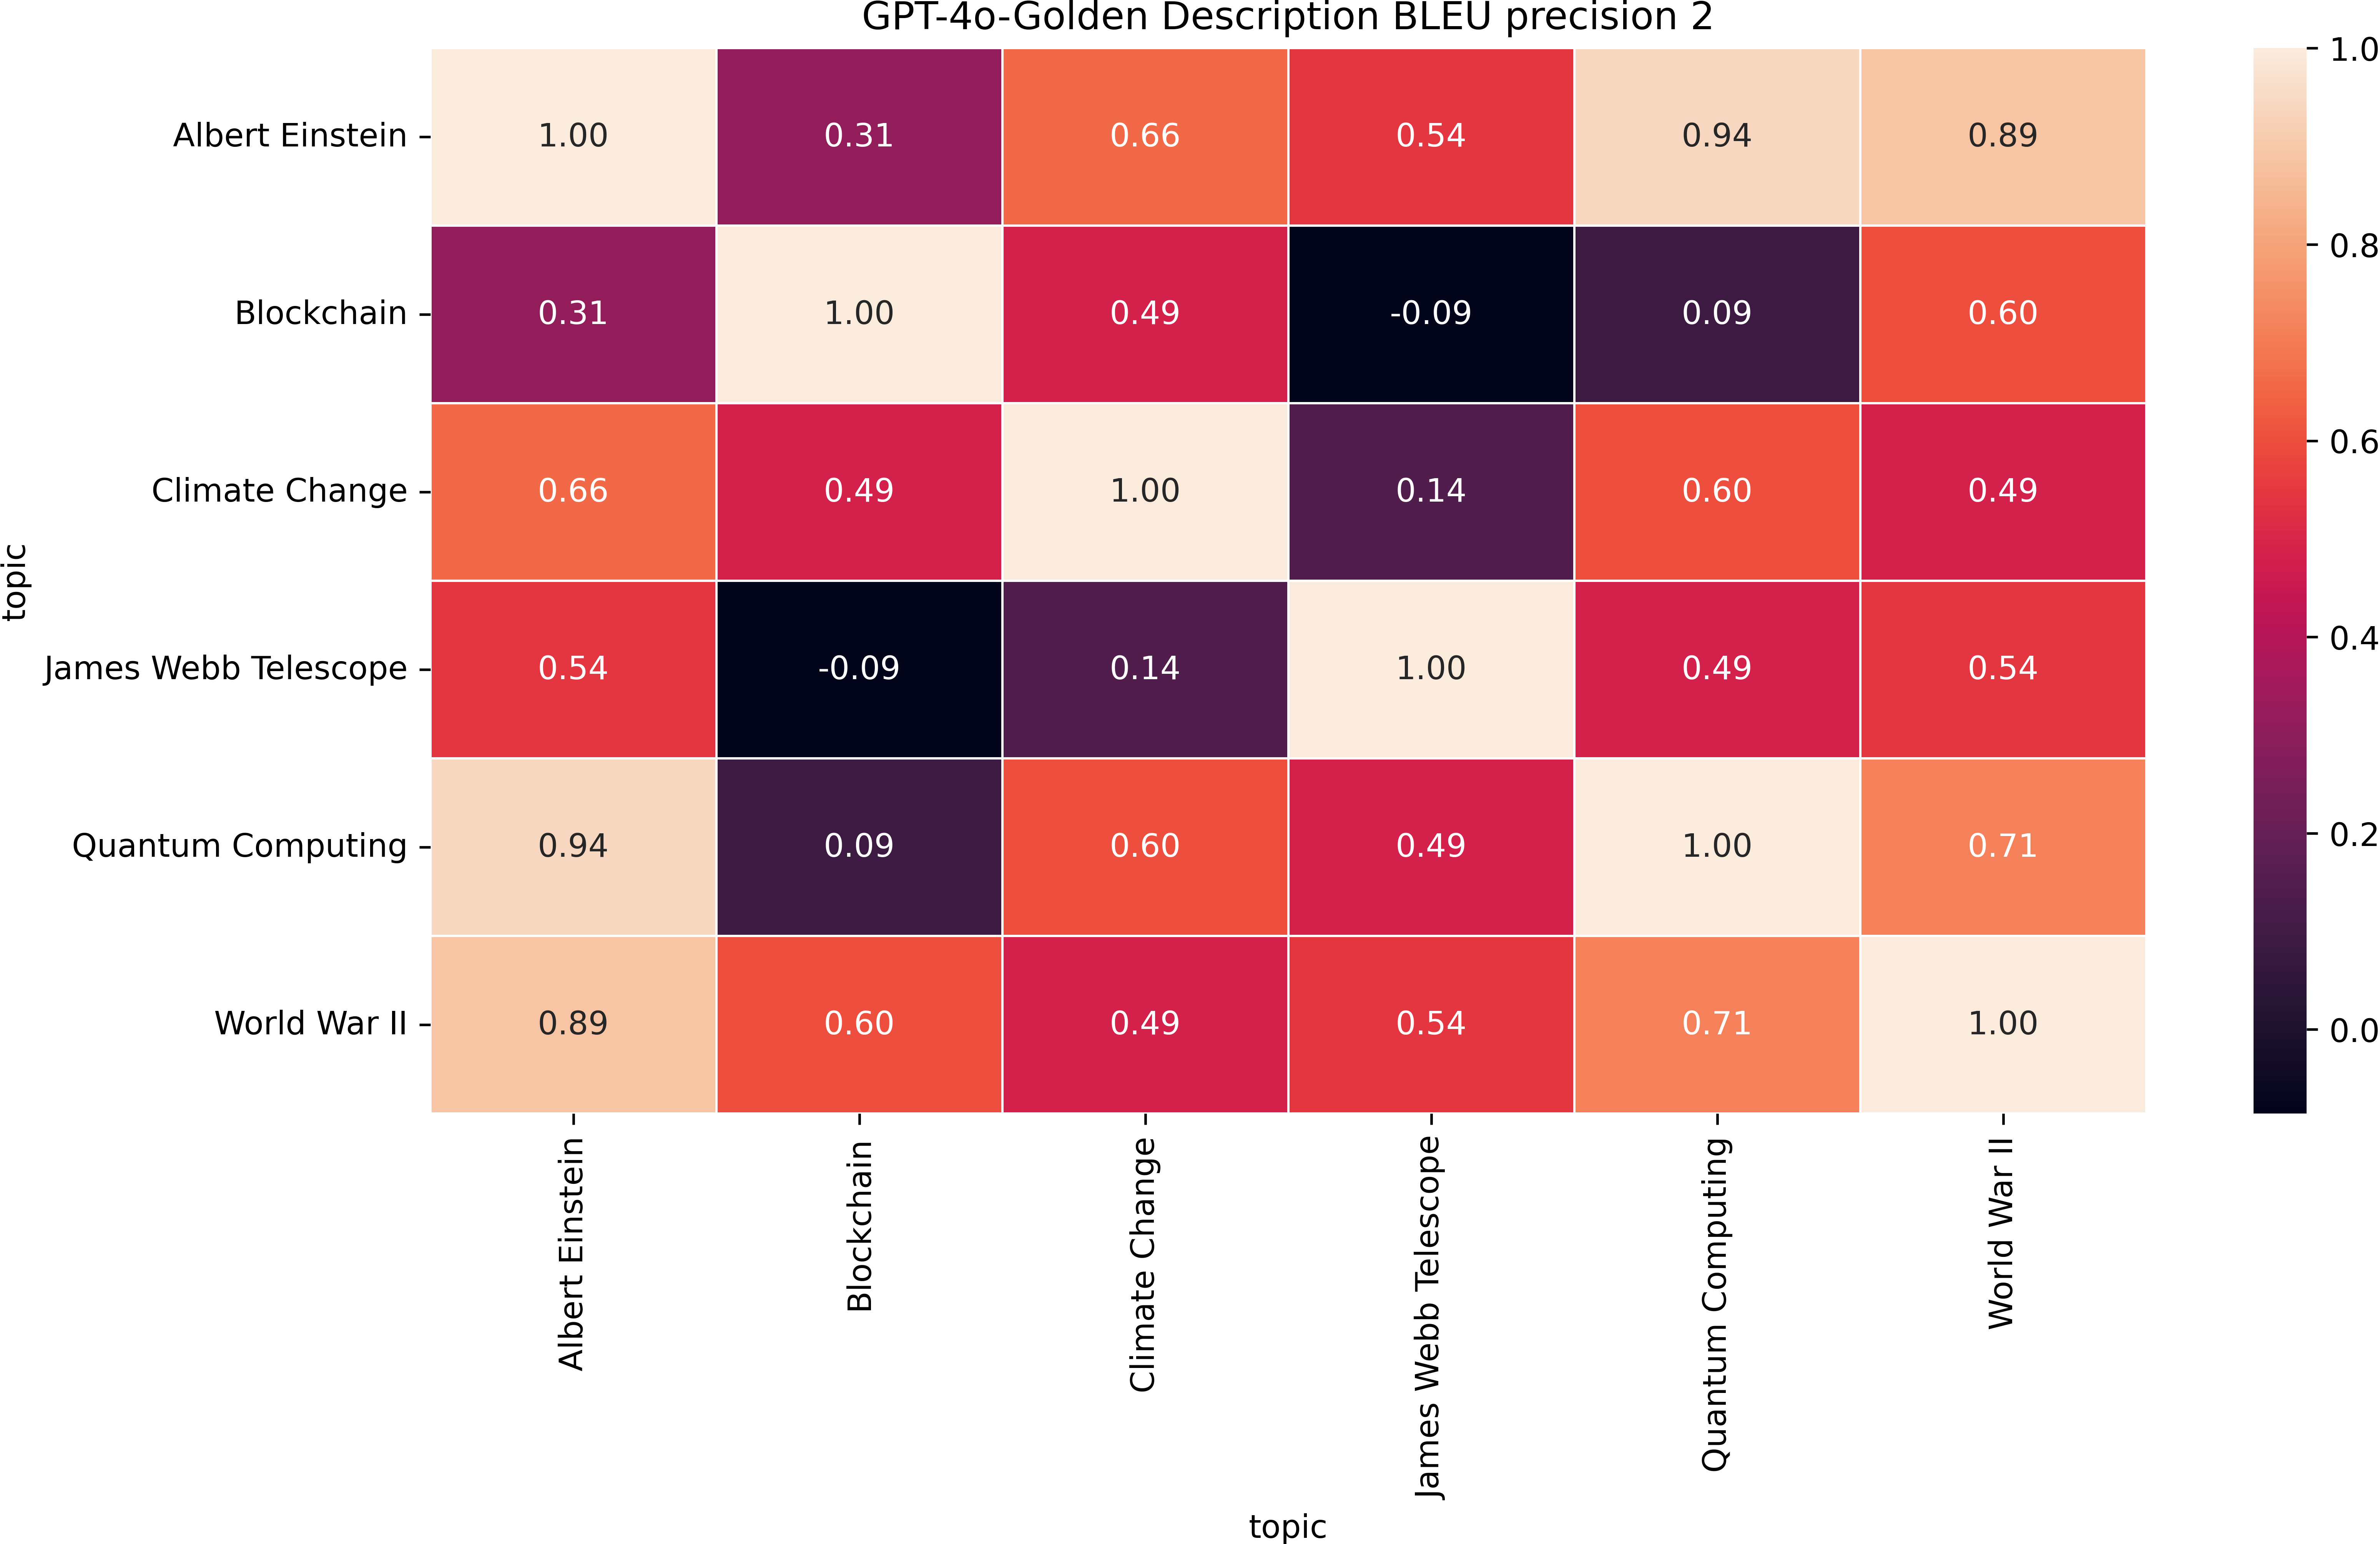 GPT-4o-Golden Description BLEU precision 2
Albert Einstein 1.00 0.31 0.66 0.54 0.94 0.89
Blockchain 0.31 1.00 0.49 -0.09 0.09 0.60
Climate Change 0.66 0.49 1.00 0.14 0.60 0.49
James Webb Telescope 0.54 -0.09 0.14 1.00 0.49 0.54
Quantum Computing 0.94 0.09 0.60 0.49 1.00 0.71
World War II 0.89 0.60 0.49 0.54 0.71 1.00
topic
Albert Einstein
Blockchain
Climate Change
James Webb Telescope
Quantum Computing
World War II
topic
1.0
0.8
0.6
0.4
0.2
0.0